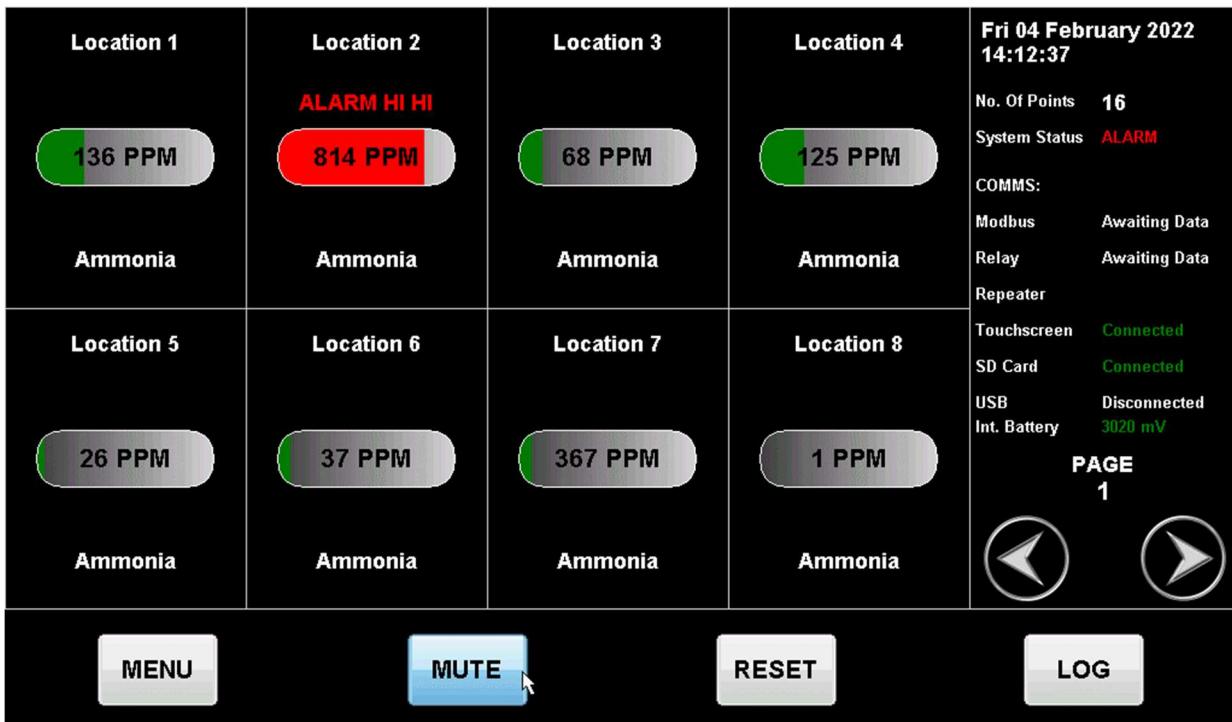 Location 1
Location 2
Location 3
Location 4
ALARM HI HI
136 PPM
814 PPM
68 PPM
125 PPM
Ammonia
Ammonia
Ammonia
Ammonia
Location 5
Location 6
Location 7
Location 8
26 PPM
37 PPM
367 PPM
1 PPM
Ammonia
Ammonia
Ammonia
Ammonia
Fri 04 February 2022
14:12:37
No. Of Points 16
System Status ALARM
COMMS:
Modbus Awaiting Data
Relay Awaiting Data
Repeater
Touchscreen Connected
SD Card Connected
USB Disconnected
Int. Battery 3020 mV
PAGE
1
MENU
MUTE
RESET
LOG